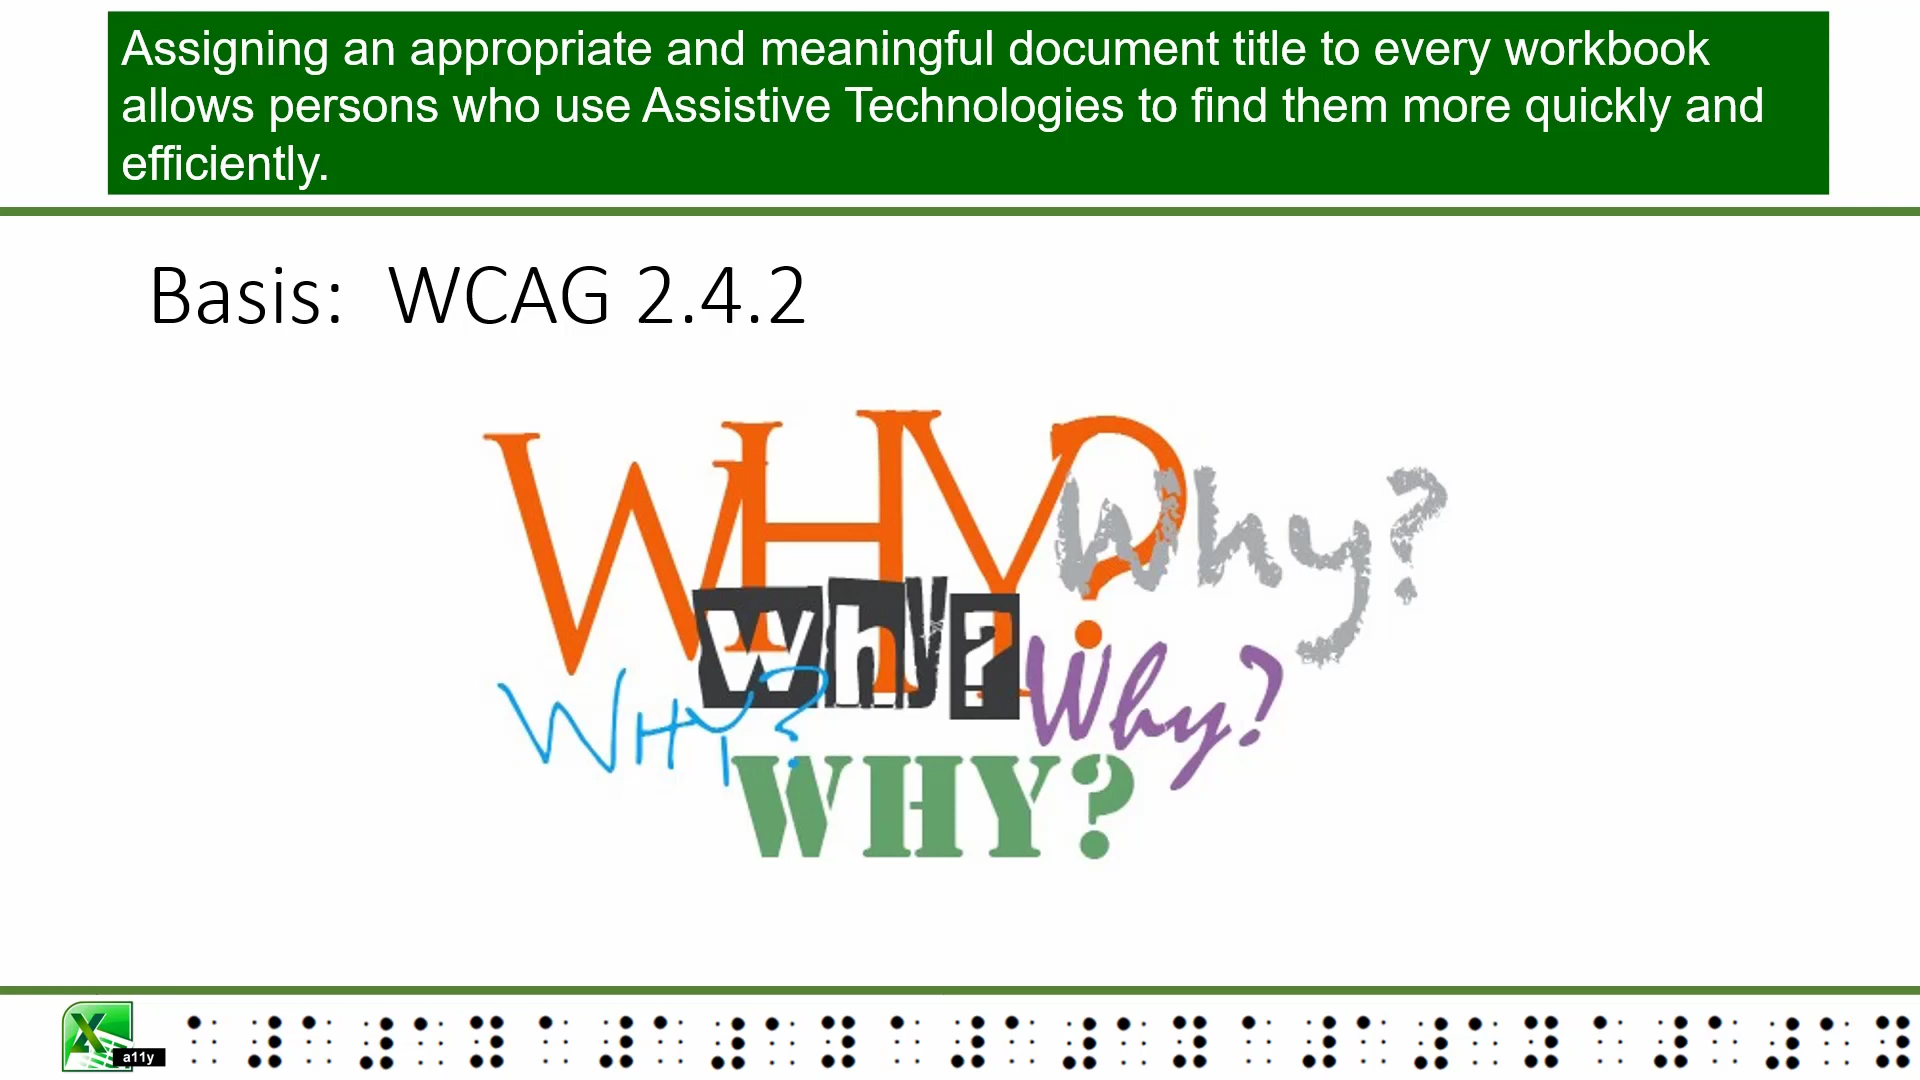 Assigning an appropriate and meaningful document title to every workbook
allows persons who use Assistive Technologies to find them more quickly and
efficiently.
Basis: WCAG 2.4.2
WHY?
Why?
why?
Why?
WHY?
WHY?
a11y